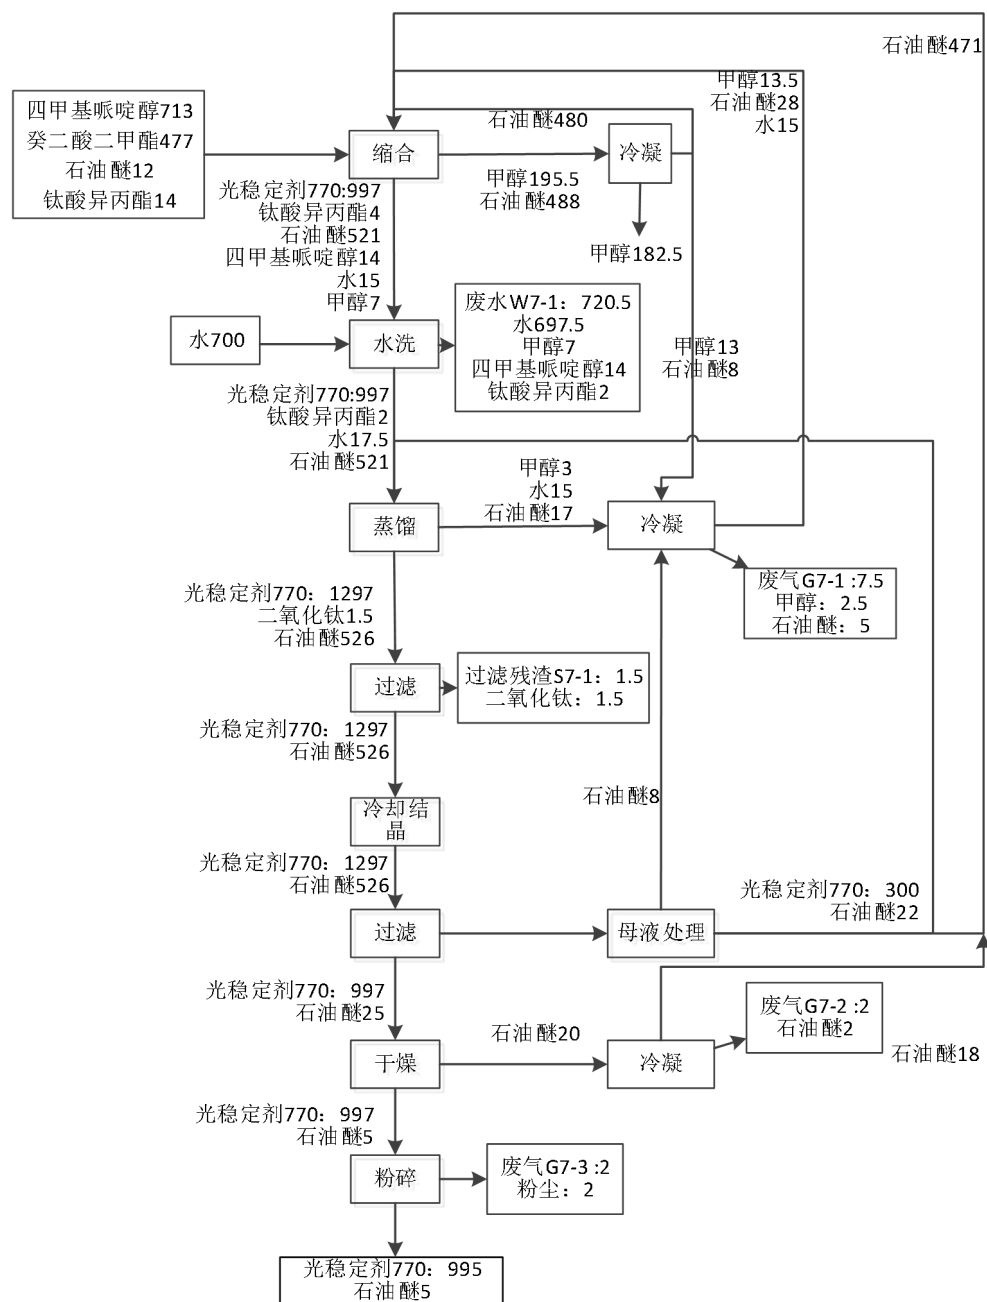 石油醚471
甲醇13.5
石油醚28
水15
四甲基哌啶醇713
癸二酸二甲酯477
石油醚12
钛酸异丙酯14
石油醚480
缩合
冷凝
甲醇195.5
石油醚488
光稳定剂770:997
钛酸异丙酯4
石油醚521
四甲基哌啶醇14
水15
甲醇7
甲醇182.5
水700
水洗
废水W7-1：720.5
水697.5
甲醇7
四甲基哌啶醇14
钛酸异丙酯2
甲醇13
石油醚8
光稳定剂770:997
钛酸异丙酯2
水17.5
石油醚521
甲醇3
水15
石油醚17
蒸馏
冷凝
废气G7-1 :7.5
甲醇：2.5
石油醚：5
光稳定剂770：1297
二氧化钛1.5
石油醚526
过滤
过滤残渣S7-1：1.5
二氧化钛：1.5
光稳定剂770：1297
石油醚526
石油醚8
冷却结
晶
光稳定剂770：1297
石油醚526
光稳定剂770：300
石油醚22
过滤
母液处理
光稳定剂770：997
石油醚25
石油醚20
废气G7-2 :2
石油醚2
石油醚18
干燥
冷凝
光稳定剂770：997
石油醚5
粉碎
废气G7-3 :2
粉尘：2
光稳定剂770：995
石油醚5